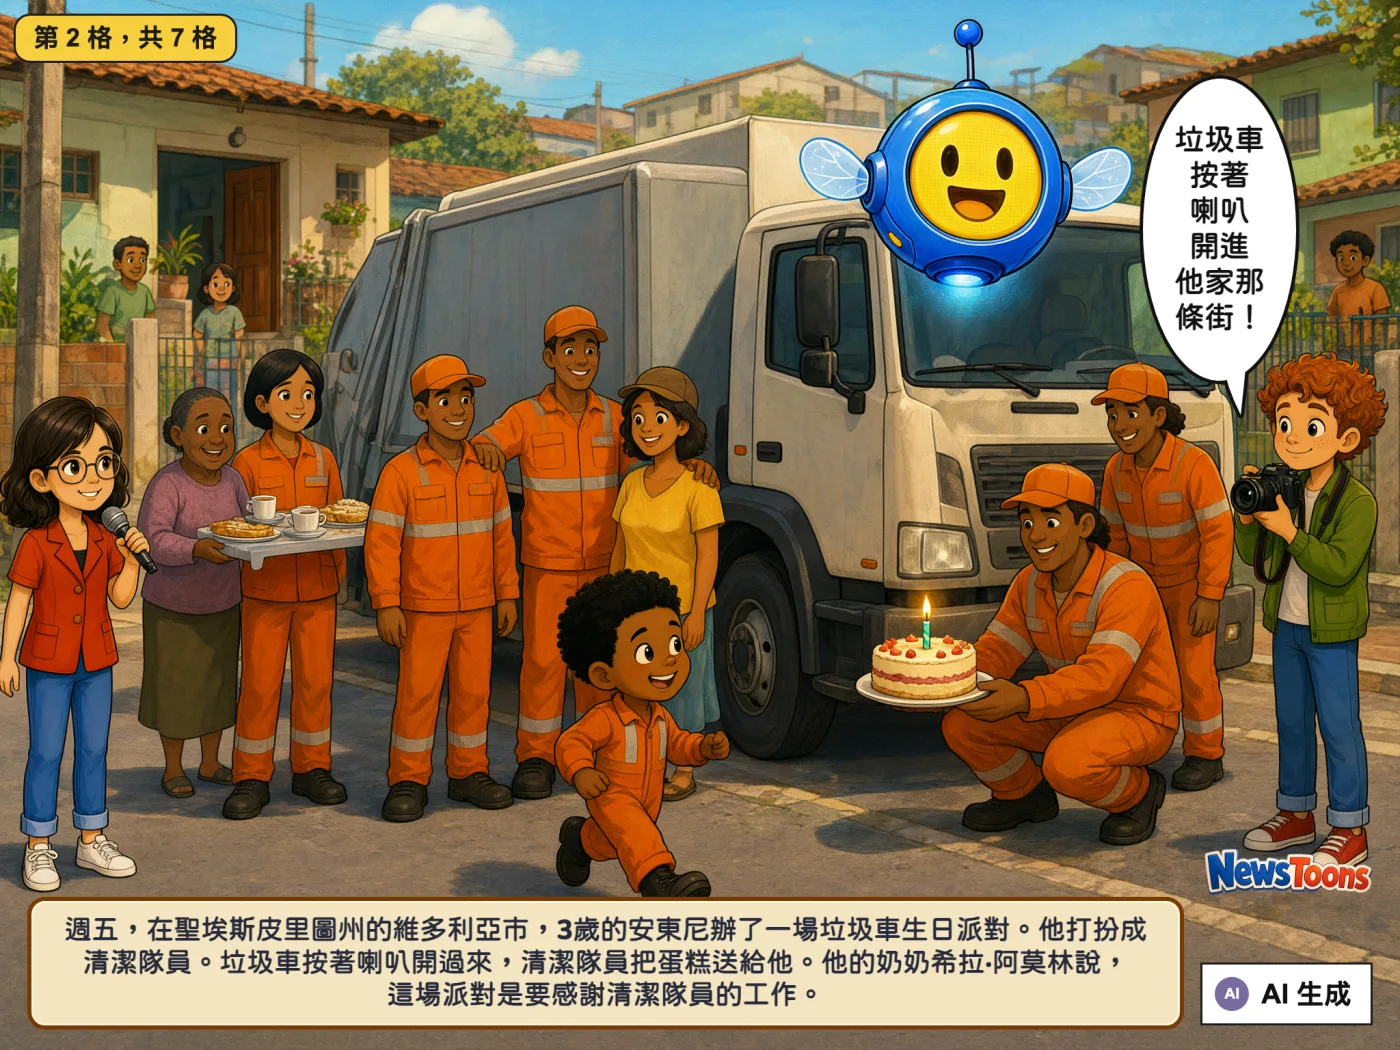 第 2 格，共 7 格
垃圾車
按著
喇叭
開進
他家那
條街！
NewsToons
週五，在聖埃斯皮里圖州的維多利亞市，3歲的安東尼辦了一場垃圾車生日派對。他打扮成
清潔隊員。垃圾車按著喇叭開過來，清潔隊員把蛋糕送給他。他的奶奶希拉·阿莫林說，
這場派對是要感謝清潔隊員的工作。
AI AI 生成